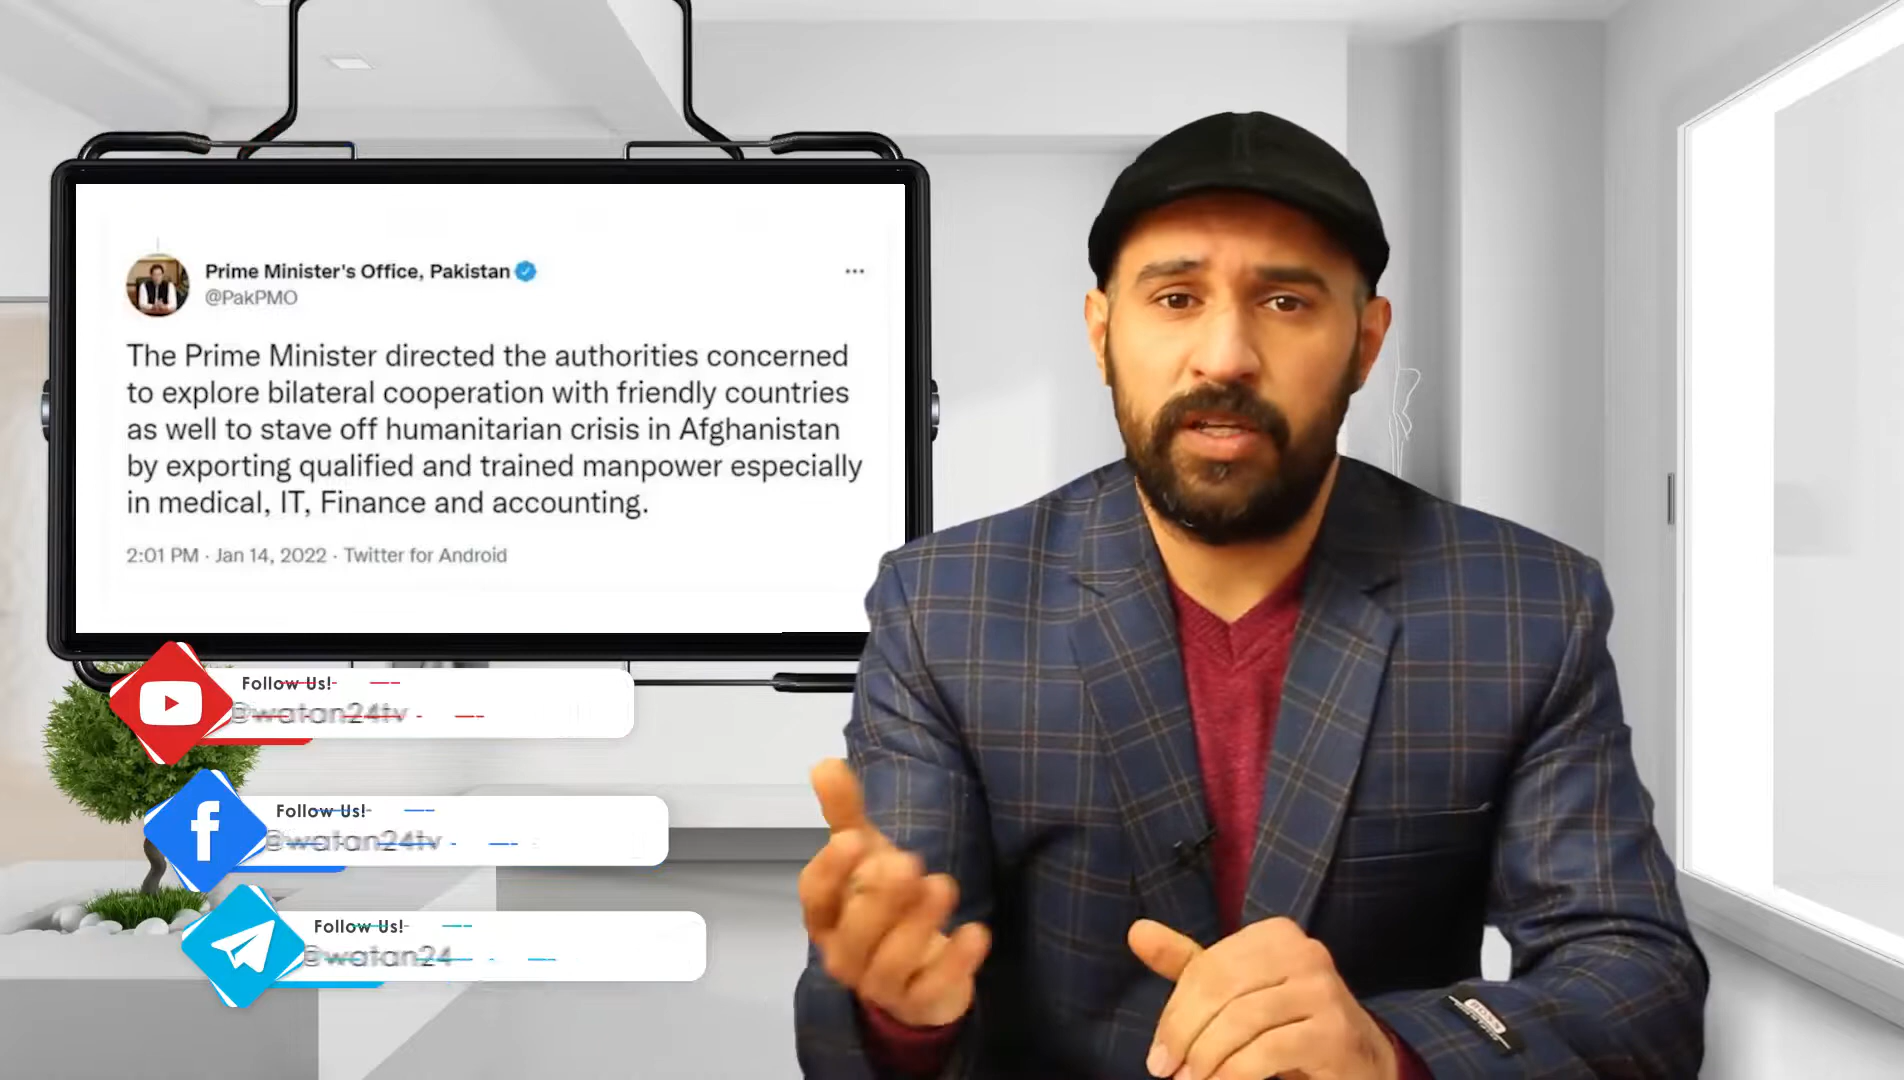 Prime Minister's Office, Pakistan
@PakPMO
The Prime Minister directed the authorities concerned
to explore bilateral cooperation with friendly countries
as well to stave off humanitarian crisis in Afghanistan
by exporting qualified and trained manpower especially
in medical, IT, Finance and accounting.
2:01 PM · Jan 14, 2022 · Twitter for Android
Follow Us!
@watan24tv
Follow Us!
@watan24tv
Follow Us!
@watan24
BOSS